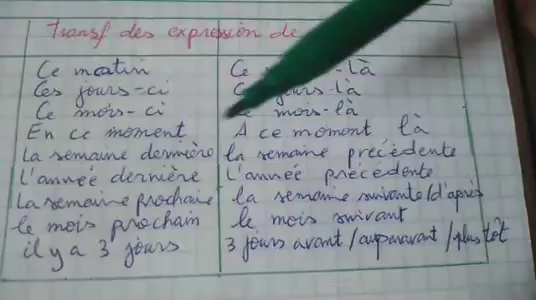 Transf des expression de
Ce matin Ce - là
Ces jours-ci jours-là
Ce mois-ci mois-là
En ce moment A ce moment là
la semaine dernière la semaine précédente
L'année dernière L'année précédente
La semaine prochaine la semaine suivante/d'après
le mois prochain le mois suivant
il y a 3 jours 3 jours avant/auparavant/plus tôt